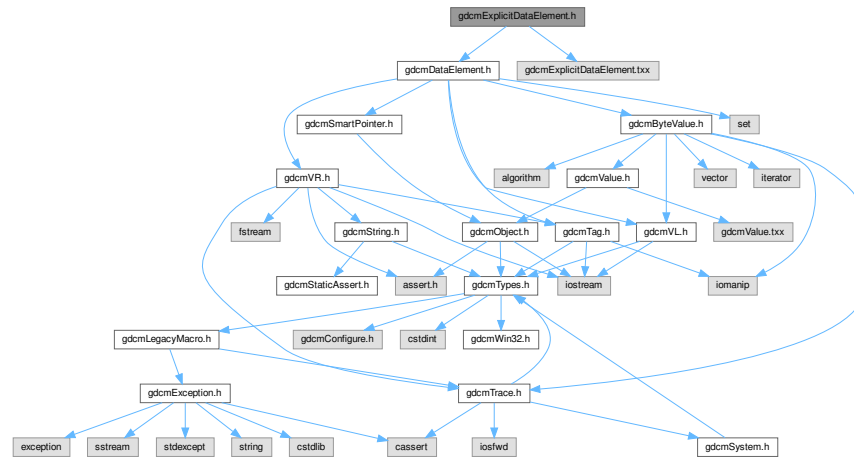 gdcmExplicitDataElement.h
gdcmDataElement.h
gdcmExplicitDataElement.txx
gdcmSmartPointer.h
gdcmByteValue.h
set
gdcmVR.h
algorithm
gdcmValue.h
vector
iterator
fstream
gdcmString.h
gdcmObject.h
gdcmTag.h
gdcmVL.h
gdcmValue.txx
gdcmStaticAssert.h
assert.h
gdcmTypes.h
iostream
iomanip
gdcmLegacyMacro.h
gdcmConfigure.h
cstdint
gdcmWin32.h
gdcmException.h
gdcmTrace.h
exception
sstream
stdexcept
string
cstdlib
cassert
iosfwd
gdcmSystem.h